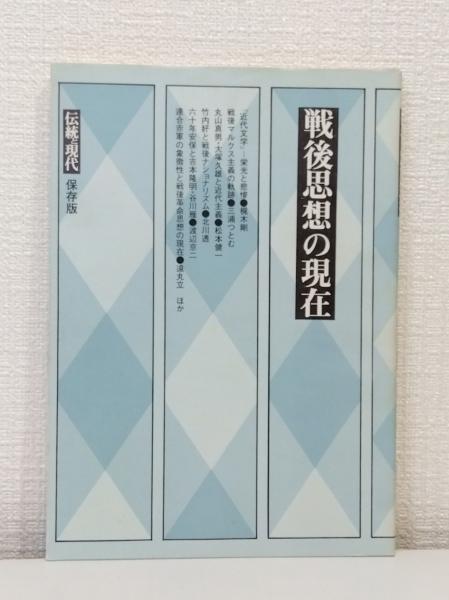 戦後思想の現在
『近代文学』―栄光と悲惨●梶木剛
戦後マルクス主義の軌跡●三浦つとむ
丸山真男・大塚久雄と近代主義●松本健一
竹内好と戦後ナショナリズム●北川透
六十年安保と吉本隆明・谷川雁●渡辺京二
連合赤軍の象徴性と戦後革命思想の現在●遠丸立 ほか
伝統と現代 保存版